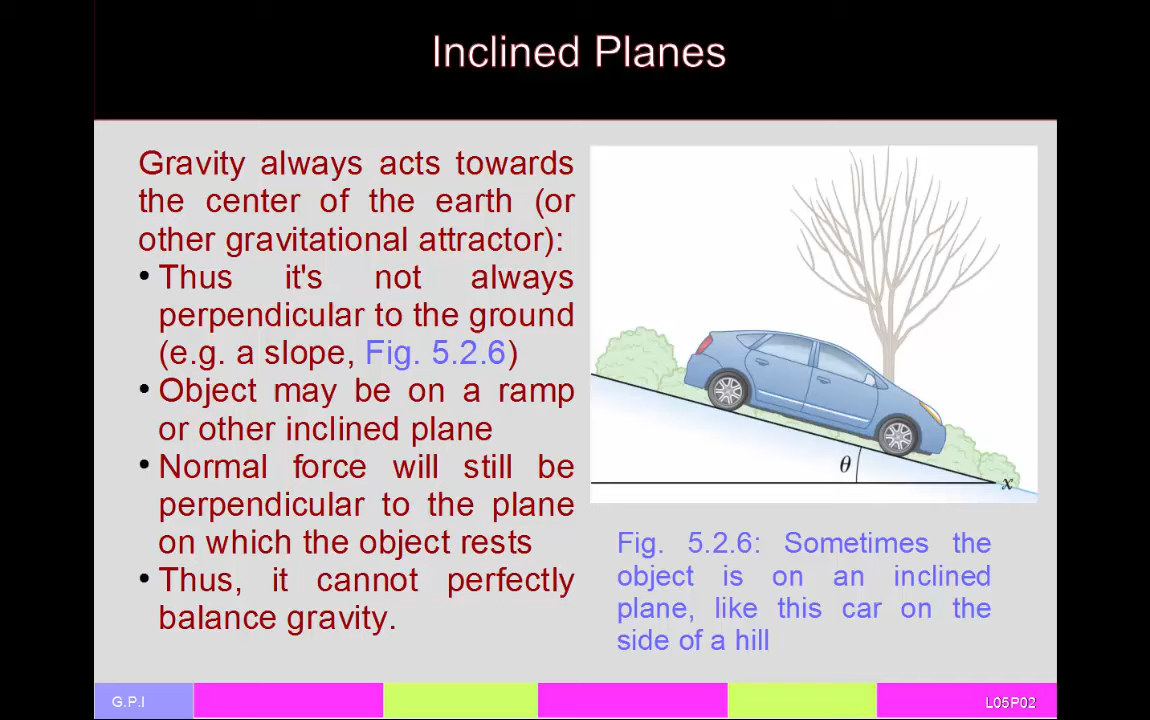 Inclined Planes
Gravity always acts towards
the center of the earth (or
other gravitational attractor):
• Thus it's not always
perpendicular to the ground
(e.g. a slope, Fig. 5.2.6)
• Object may be on a ramp
or other inclined plane
• Normal force will still be
perpendicular to the plane
on which the object rests
• Thus, it cannot perfectly
balance gravity.
θ
x
Fig. 5.2.6: Sometimes the
object is on an inclined
plane, like this car on the
side of a hill
G.P.I
L05P02